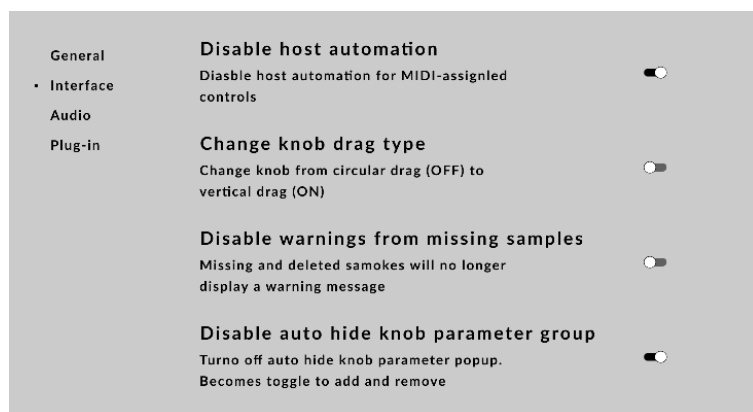 General
Interface
Audio
Plug-in
Disable host automation
Diasble host automation for MIDI-assignled
controls
Change knob drag type
Change knob from circular drag (OFF) to
vertical drag (ON)
Disable warnings from missing samples
Missing and deleted samokes will no longer
display a warning message
Disable auto hide knob parameter group
Turno off auto hide knob parameter popup.
Becomes toggle to add and remove